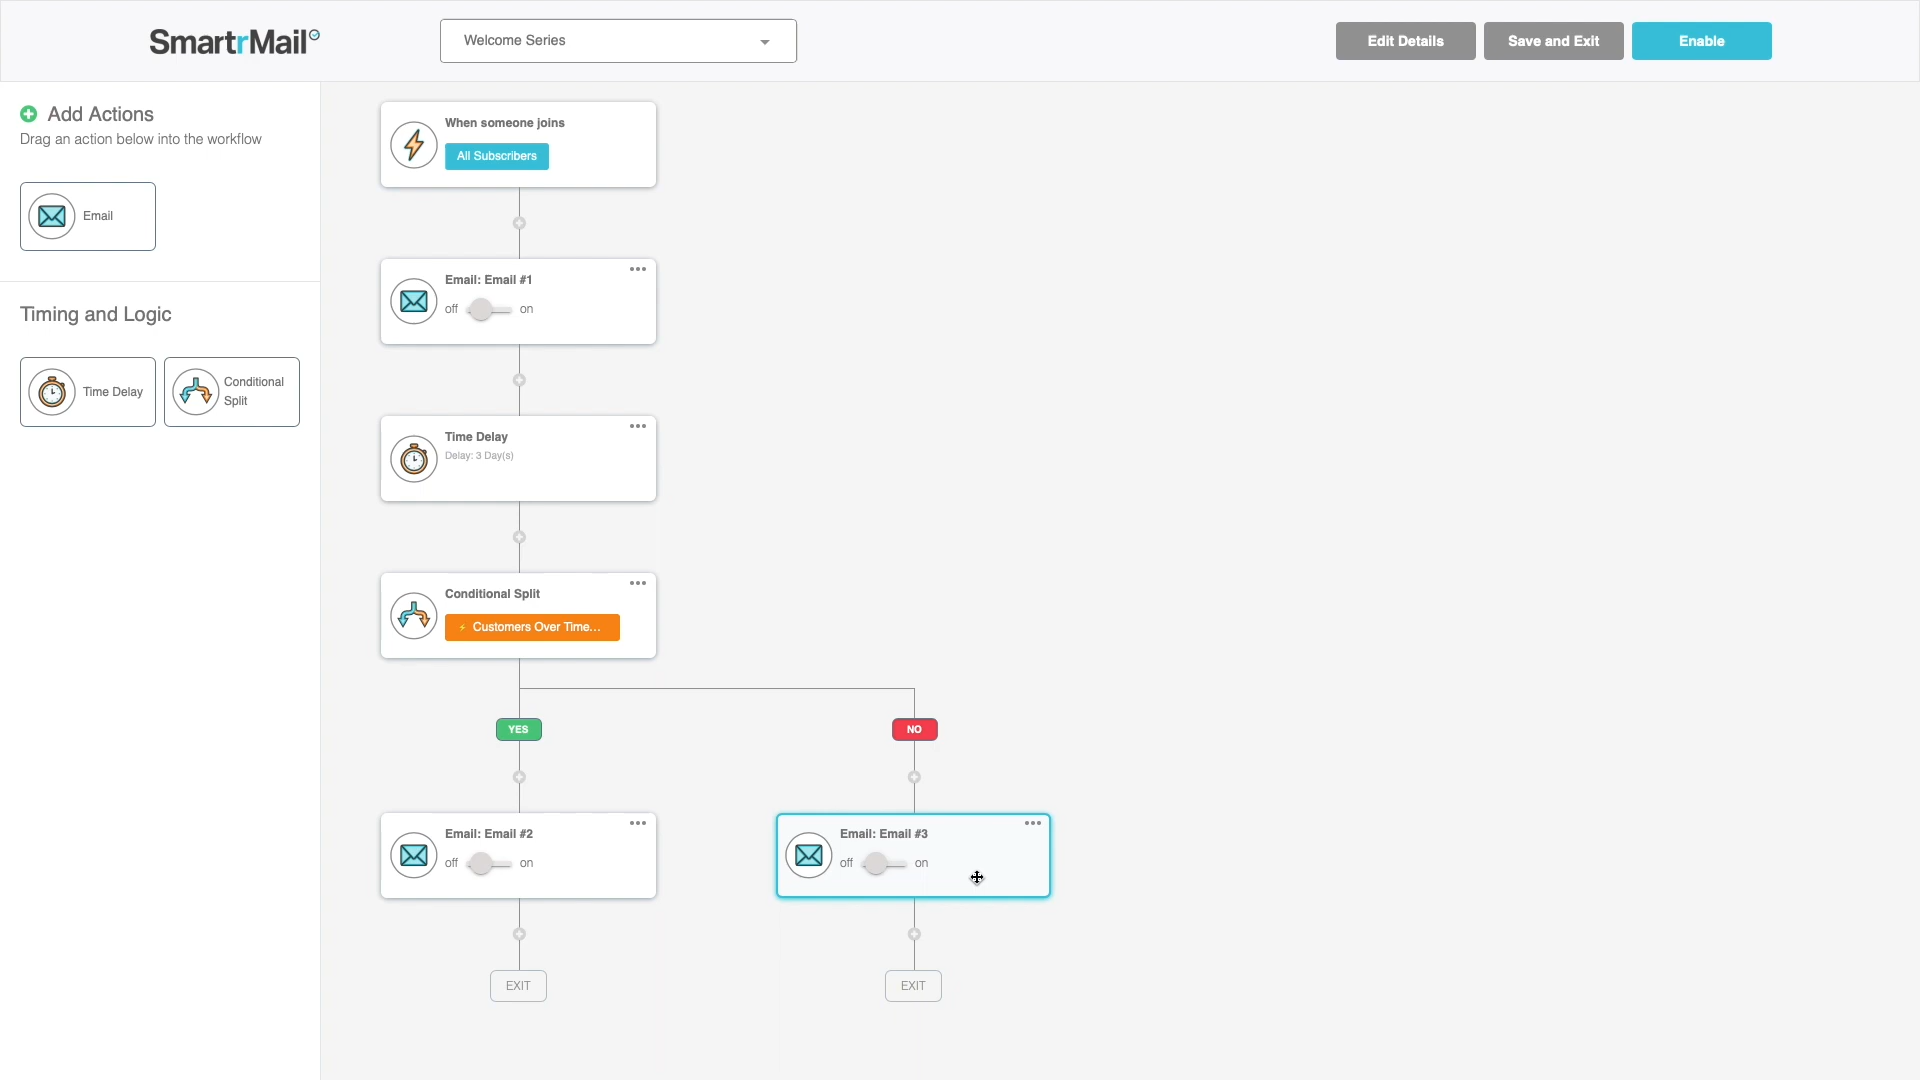 SmartrMail
Welcome Series
Edit Details
Save and Exit
Enable
Add Actions
Drag an action below into the workflow
Email
Timing and Logic
Time Delay
Conditional
Split
When someone joins
All Subscribers
Email: Email #1
off on
Time Delay
Delay: 3 Day(s)
Conditional Split
Customers Over Time...
YES
NO
Email: Email #2
off on
Email: Email #3
off on
EXIT
EXIT